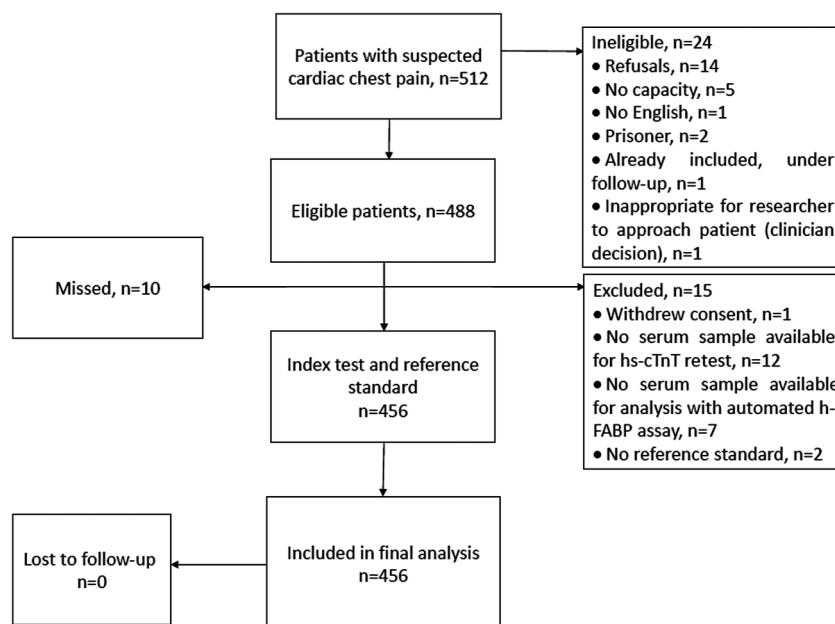 Patients with suspected
cardiac chest pain, n=512
Ineligible, n=24
• Refusals, n=14
• No capacity, n=5
• No English, n=1
• Prisoner, n=2
• Already included, under
follow-up, n=1
• Inappropriate for researcher
to approach patient (clinician
decision), n=1
Eligible patients, n=488
Missed, n=10
Excluded, n=15
• Withdrew consent, n=1
• No serum sample available
for hs-cTnT retest, n=12
• No serum sample available
for analysis with automated h-
FABP assay, n=7
• No reference standard, n=2
Index test and reference
standard
n=456
Lost to follow-up
n=0
Included in final analysis
n=456